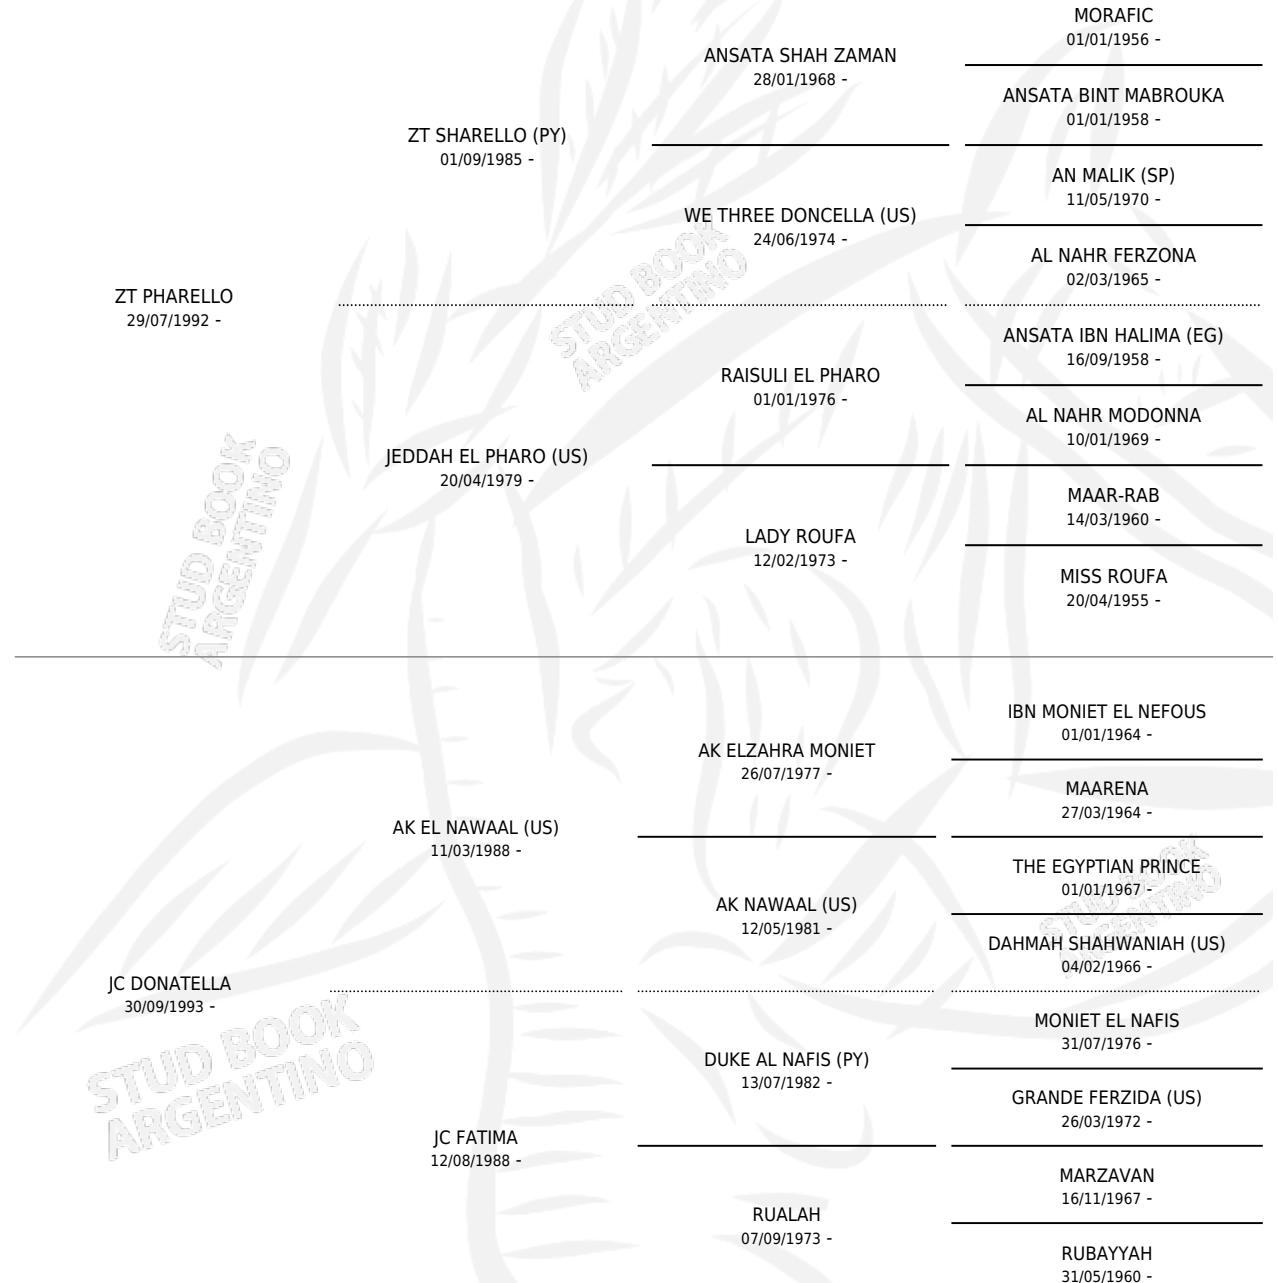 MORAFIC
01/01/1956 -
ANSATA SHAH ZAMAN
28/01/1968 -
ANSATA BINT MABROUKA
01/01/1958 -
ZT SHARELLO (PY)
01/09/1985 -
AN MALIK (SP)
11/05/1970 -
WE THREE DONCELLA (US)
24/06/1974 -
AL NAHR FERZONA
02/03/1965 -
ZT PHARELLO
29/07/1992 -
STUD BOOK
ARGENTINO
ANSATA IBN HALIMA (EG)
16/09/1958 -
RAISULI EL PHARO
01/01/1976 -
AL NAHR MODONNA
10/01/1969 -
JEDDAH EL PHARO (US)
20/04/1979 -
MAAR-RAB
14/03/1960 -
LADY ROUFA
12/02/1973 -
MISS ROUFA
20/04/1955 -
STUD BOOK
ARGENTINO
IBN MONIET EL NEFOUS
01/01/1964 -
AK ELZAHRA MONIET
26/07/1977 -
MAARENA
27/03/1964 -
AK EL NAWAAL (US)
11/03/1988 -
THE EGYPTIAN PRINCE
01/01/1967 -
AK NAWAAL (US)
12/05/1981 -
DAHMAH SHAHWANIAH (US)
04/02/1966 -
STUD BOOK
ARGENTINO
JC DONATELLA
30/09/1993 -
MONIET EL NAFIS
31/07/1976 -
DUKE AL NAFIS (PY)
13/07/1982 -
GRANDE FERZIDA (US)
26/03/1972 -
STUD BOOK
ARGENTINO
JC FATIMA
12/08/1988 -
MARZAVAN
16/11/1967 -
RUALAH
07/09/1973 -
RUBAYYAH
31/05/1960 -